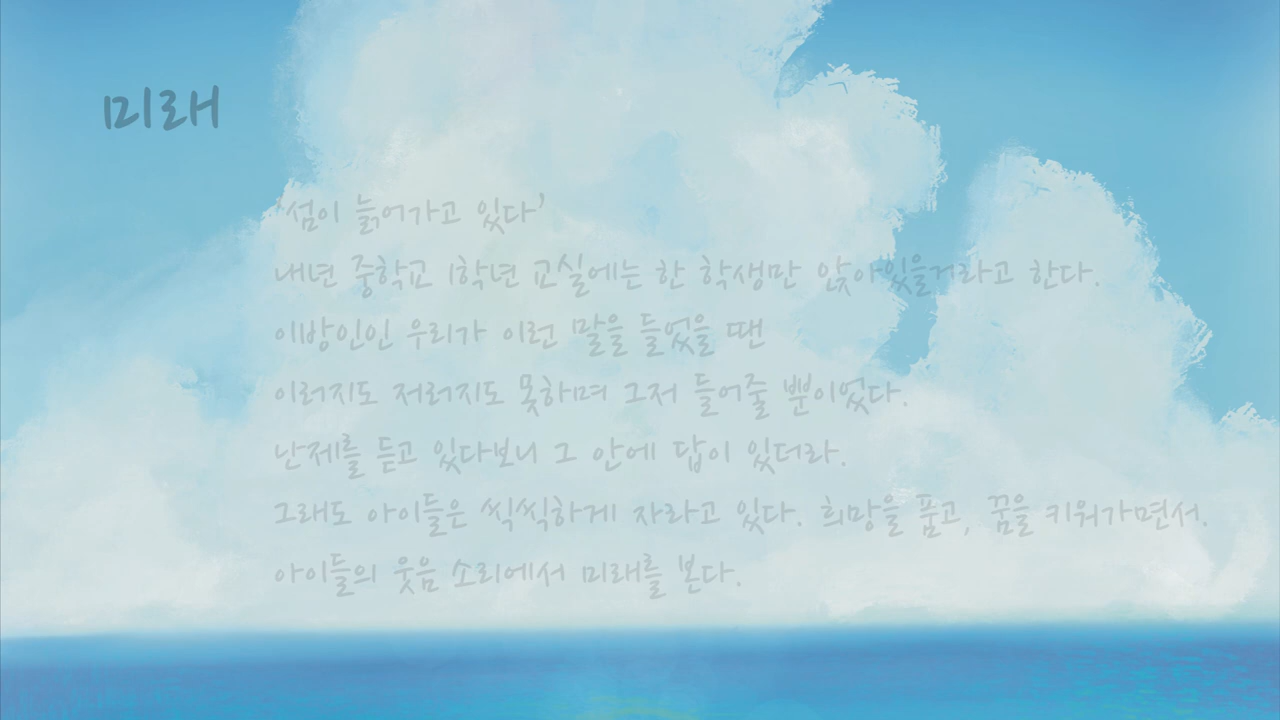 미래
'섬이 늙어가고 있다'
내년 중학교 1학년 교실에는 한 학생만 앉아있을거라고 한다.
이방인인 우리가 이런 말을 들었을 땐
이러지도 저러지도 못하며 그저 들어줄 뿐이었다.
난제를 듣고 있다보니 그 안에 답이 있더라.
그래도 아이들은 씩씩하게 자라고 있다. 희망을 품고, 꿈을 키워가면서.
아이들의 웃음 소리에서 미래를 본다.